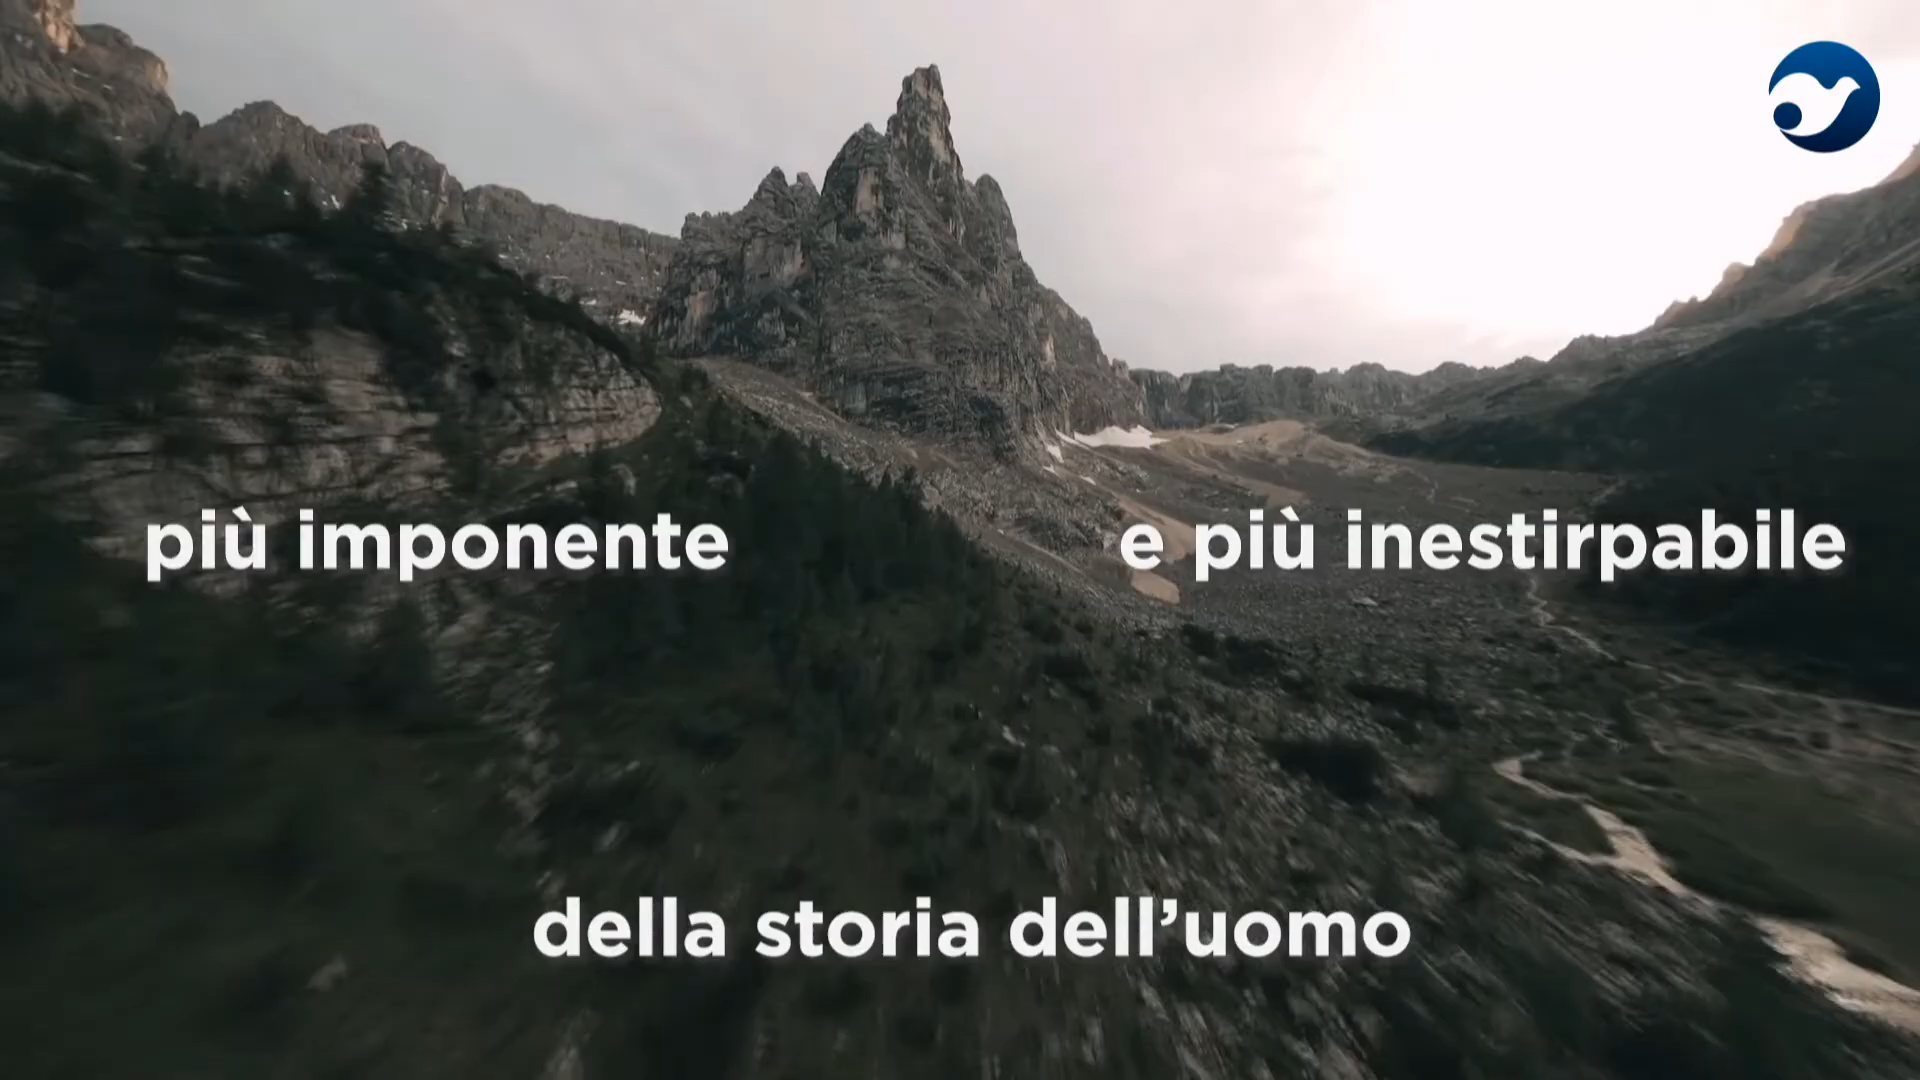 più imponente
e più inestirpabile
della storia dell’uomo